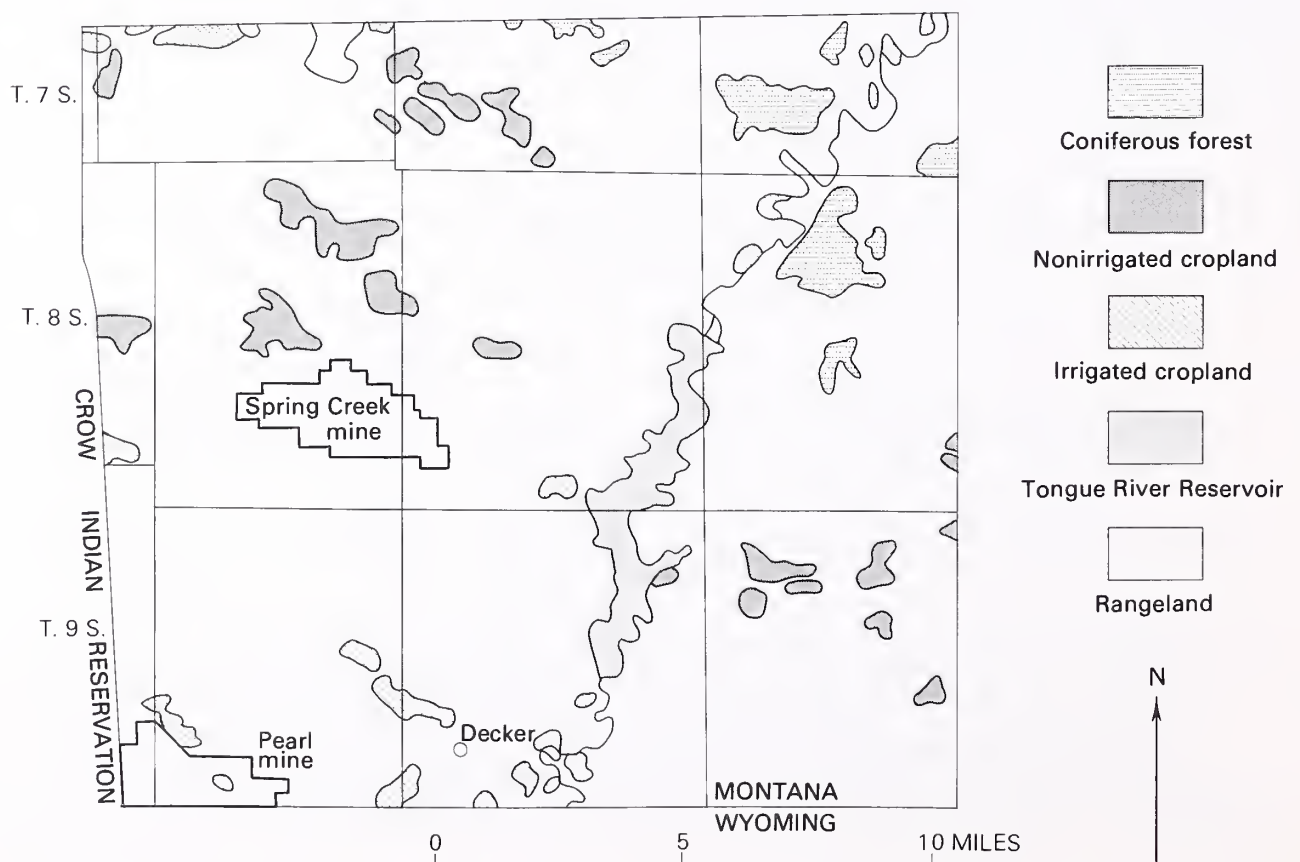 T. 7 S.
T. 8 S.
T. 9 S.
CROW INDIAN RESERVATION
Spring Creek
mine
Pearl
mine
Decker
MONTANA
WYOMING
0 5 10 MILES
Coniferous forest
Nonirrigated cropland
Irrigated cropland
Tongue River Reservoir
Rangeland
N